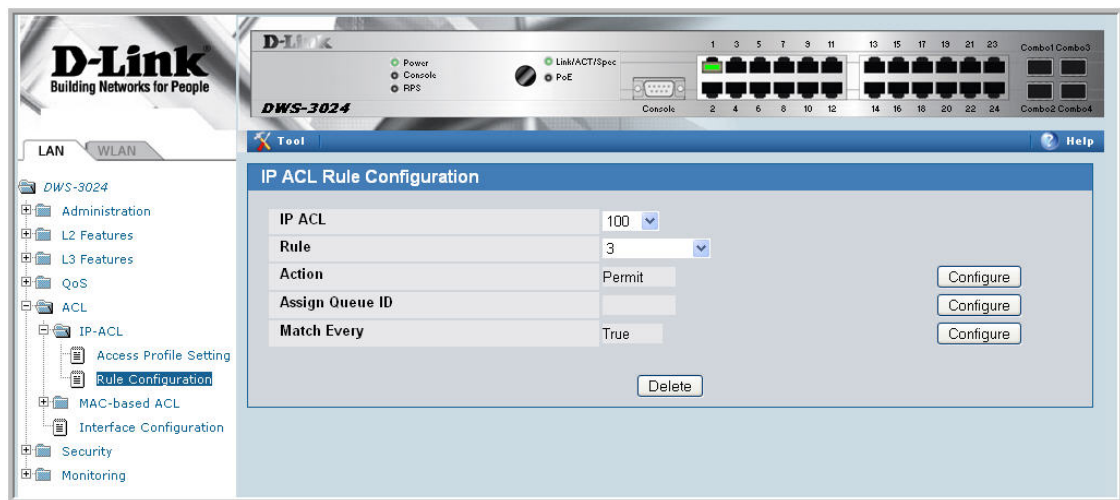 D-Link
Building Networks for People
D-Link
Power
Console
RPS
Link/ACT/Spee
PoE
Console
DWS-3024
1 3 5 7 9 11 13 15 17 19 21 23
2 4 6 8 10 12 14 16 18 20 22 24
Combo1 Combo3
Combo2 Combo4
LAN
WLAN
Tool
Help
DWS-3024
Administration
L2 Features
L3 Features
QoS
ACL
IP-ACL
Access Profile Setting
Rule Configuration
MAC-based ACL
Interface Configuration
Security
Monitoring
IP ACL Rule Configuration
IP ACL
100
Rule
3
Action
Permit
Configure
Assign Queue ID
Configure
Match Every
True
Configure
Delete